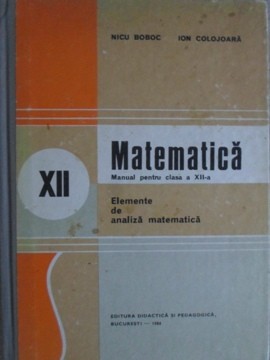 NICU BOBOC ION COLOJOARĂ
XII
Matematică
Manual pentru clasa a XII-a
Elemente
de
analiză matematică
EDITURA DIDACTICĂ ȘI PEDAGOGICĂ,
BUCUREȘTI —